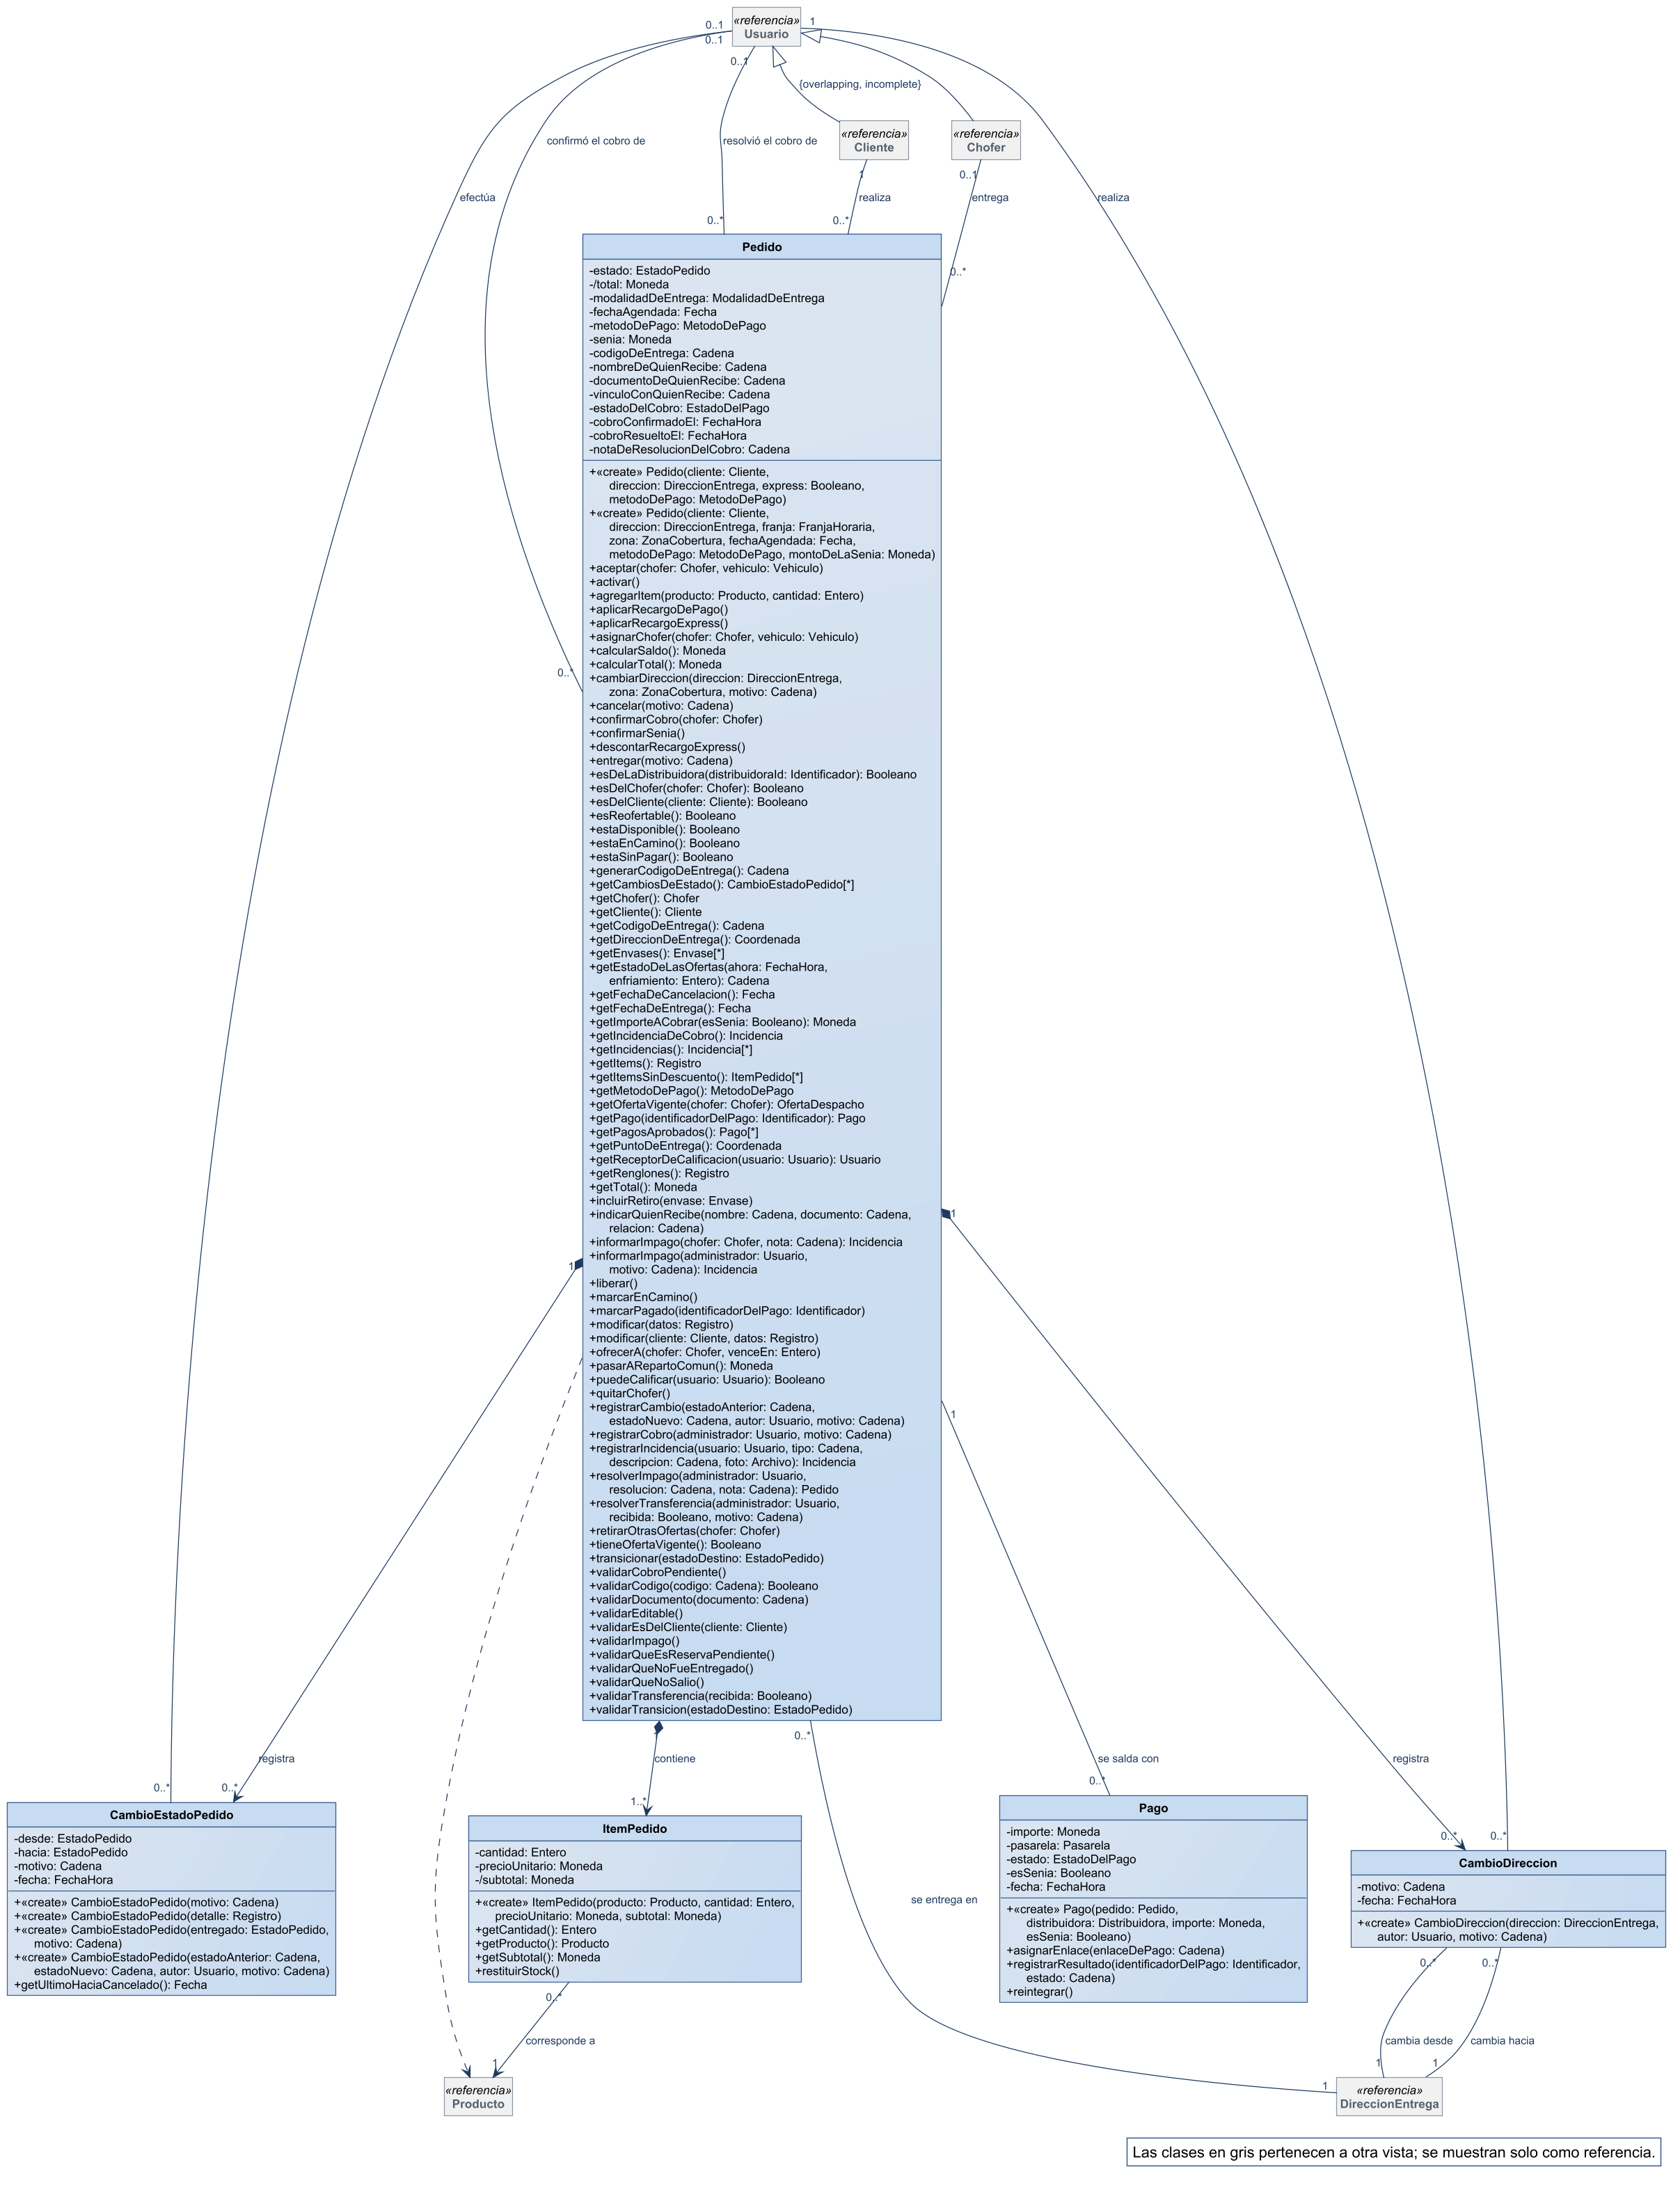 «referencia»
Usuario
0..1
0..1
0..1
1
{overlapping, incomplete}
«referencia»
Cliente
«referencia»
Chofer
confirmó el cobro de
resolvió el cobro de
efectúa
1
realiza
0..1
entrega
realiza
0..*
0..*
0..*
0..*
Pedido
-estado: EstadoPedido
-/total: Moneda
-modalidadDeEntrega: ModalidadDeEntrega
-fechaAgendada: Fecha
-metodoDePago: MetodoDePago
-senia: Moneda
-codigoDeEntrega: Cadena
-nombreDeQuienRecibe: Cadena
-documentoDeQuienRecibe: Cadena
-vinculoConQuienRecibe: Cadena
-estadoDelCobro: EstadoDelPago
-cobroConfirmadoEl: FechaHora
-cobroResueltoEl: FechaHora
-notaDeResolucionDelCobro: Cadena
+«create» Pedido(cliente: Cliente,
direccion: DireccionEntrega, express: Booleano,
metodoDePago: MetodoDePago)
+«create» Pedido(cliente: Cliente,
direccion: DireccionEntrega, franja: FranjaHoraria,
zona: ZonaCobertura, fechaAgendada: Fecha,
metodoDePago: MetodoDePago, montoDeLaSenia: Moneda)
+aceptar(chofer: Chofer, vehiculo: Vehiculo)
+activar()
+agregarItem(producto: Producto, cantidad: Entero)
+aplicarRecargoDePago()
+aplicarRecargoExpress()
+asignarChofer(chofer: Chofer, vehiculo: Vehiculo)
+calcularSaldo(): Moneda
+calcularTotal(): Moneda
+cambiarDireccion(direccion: DireccionEntrega,
zona: ZonaCobertura, motivo: Cadena)
+cancelar(motivo: Cadena)
+confirmarCobro(chofer: Chofer)
+confirmarSenia()
+descontarRecargoExpress()
+entregar(motivo: Cadena)
+esDeLaDistribuidora(distribuidoraId: Identificador): Booleano
+esDelChofer(chofer: Chofer): Booleano
+esDelCliente(cliente: Cliente): Booleano
+esReofertable(): Booleano
+estaDisponible(): Booleano
+estaEnCamino(): Booleano
+estaSinPagar(): Booleano
+generarCodigoDeEntrega(): Cadena
+getCambiosDeEstado(): CambioEstadoPedido[*]
+getChofer(): Chofer
+getCliente(): Cliente
+getCodigoDeEntrega(): Cadena
+getDireccionDeEntrega(): Coordenada
+getEnvases(): Envase[*]
+getEstadoDeLasOfertas(ahora: FechaHora,
enfriamiento: Entero): Cadena
+getFechaDeCancelacion(): Fecha
+getFechaDeEntrega(): Fecha
+getImporteACobrar(esSenia: Booleano): Moneda
+getIncidenciaDeCobro(): Incidencia
+getIncidencias(): Incidencia[*]
+getItems(): Registro
+getItemsSinDescuento(): ItemPedido[*]
+getMetodoDePago(): MetodoDePago
+getOfertaVigente(chofer: Chofer): OfertaDespacho
+getPago(identificadorDelPago: Identificador): Pago
+getPagosAprobados(): Pago[*]
+getPuntoDeEntrega(): Coordenada
+getReceptorDeCalificacion(usuario: Usuario): Usuario
+getRenglones(): Registro
+getTotal(): Moneda
+incluirRetiro(envase: Envase)
+indicarQuienRecibe(nombre: Cadena, documento: Cadena,
relacion: Cadena)
+informarImpago(chofer: Chofer, nota: Cadena): Incidencia
+informarImpago(administrador: Usuario,
motivo: Cadena): Incidencia
+liberar()
+marcarEnCamino()
+marcarPagado(identificadorDelPago: Identificador)
+modificar(datos: Registro)
+modificar(cliente: Cliente, datos: Registro)
+ofrecerA(chofer: Chofer, venceEn: Entero)
+pasarARepartoComun(): Moneda
+puedeCalificar(usuario: Usuario): Booleano
+quitarChofer()
+registrarCambio(estadoAnterior: Cadena,
estadoNuevo: Cadena, autor: Usuario, motivo: Cadena)
+registrarCobro(administrador: Usuario, motivo: Cadena)
+registrarIncidencia(usuario: Usuario, tipo: Cadena,
descripcion: Cadena, foto: Archivo): Incidencia
+resolverImpago(administrador: Usuario,
resolucion: Cadena, nota: Cadena): Pedido
+resolverTransferencia(administrador: Usuario,
recibida: Booleano, motivo: Cadena)
+retirarOtrasOfertas(chofer: Chofer)
+tieneOfertaVigente(): Booleano
+transicionar(estadoDestino: EstadoPedido)
+validarCobroPendiente()
+validarCodigo(codigo: Cadena): Booleano
+validarDocumento(documento: Cadena)
+validarEditable()
+validarEsDelCliente(cliente: Cliente)
+validarImpago()
+validarQueEsReservaPendiente()
+validarQueNoFueEntregado()
+validarQueNoSalio()
+validarTransferencia(recibida: Booleano)
+validarTransicion(estadoDestino: EstadoPedido)
1
1
1
0..*
registra
contiene
se salda con
registra
0..*
0..*
1..*
0..*
0..*
0..*
CambioEstadoPedido
-desde: EstadoPedido
-hacia: EstadoPedido
-motivo: Cadena
-fecha: FechaHora
+«create» CambioEstadoPedido(motivo: Cadena)
+«create» CambioEstadoPedido(detalle: Registro)
+«create» CambioEstadoPedido(entregado: EstadoPedido,
motivo: Cadena)
+«create» CambioEstadoPedido(estadoAnterior: Cadena,
estadoNuevo: Cadena, autor: Usuario, motivo: Cadena)
+getUltimoHaciaCancelado(): Fecha
ItemPedido
-cantidad: Entero
-precioUnitario: Moneda
-/subtotal: Moneda
+«create» ItemPedido(producto: Producto, cantidad: Entero,
precioUnitario: Moneda, subtotal: Moneda)
+getCantidad(): Entero
+getProducto(): Producto
+getSubtotal(): Moneda
+restituirStock()
se entrega en
Pago
-importe: Moneda
-pasarela: Pasarela
-estado: EstadoDelPago
-esSenia: Booleano
-fecha: FechaHora
+«create» Pago(pedido: Pedido,
distribuidora: Distribuidora, importe: Moneda,
esSenia: Booleano)
+asignarEnlace(enlaceDePago: Cadena)
+registrarResultado(identificadorDelPago: Identificador,
estado: Cadena)
+reintegrar()
CambioDireccion
-motivo: Cadena
-fecha: FechaHora
+«create» CambioDireccion(direccion: DireccionEntrega,
autor: Usuario, motivo: Cadena)
0..*
0..*
0..*
corresponde a
cambia desde
cambia hacia
1
1
1
1
«referencia»
Producto
«referencia»
DireccionEntrega
Las clases en gris pertenecen a otra vista; se muestran solo como referencia.